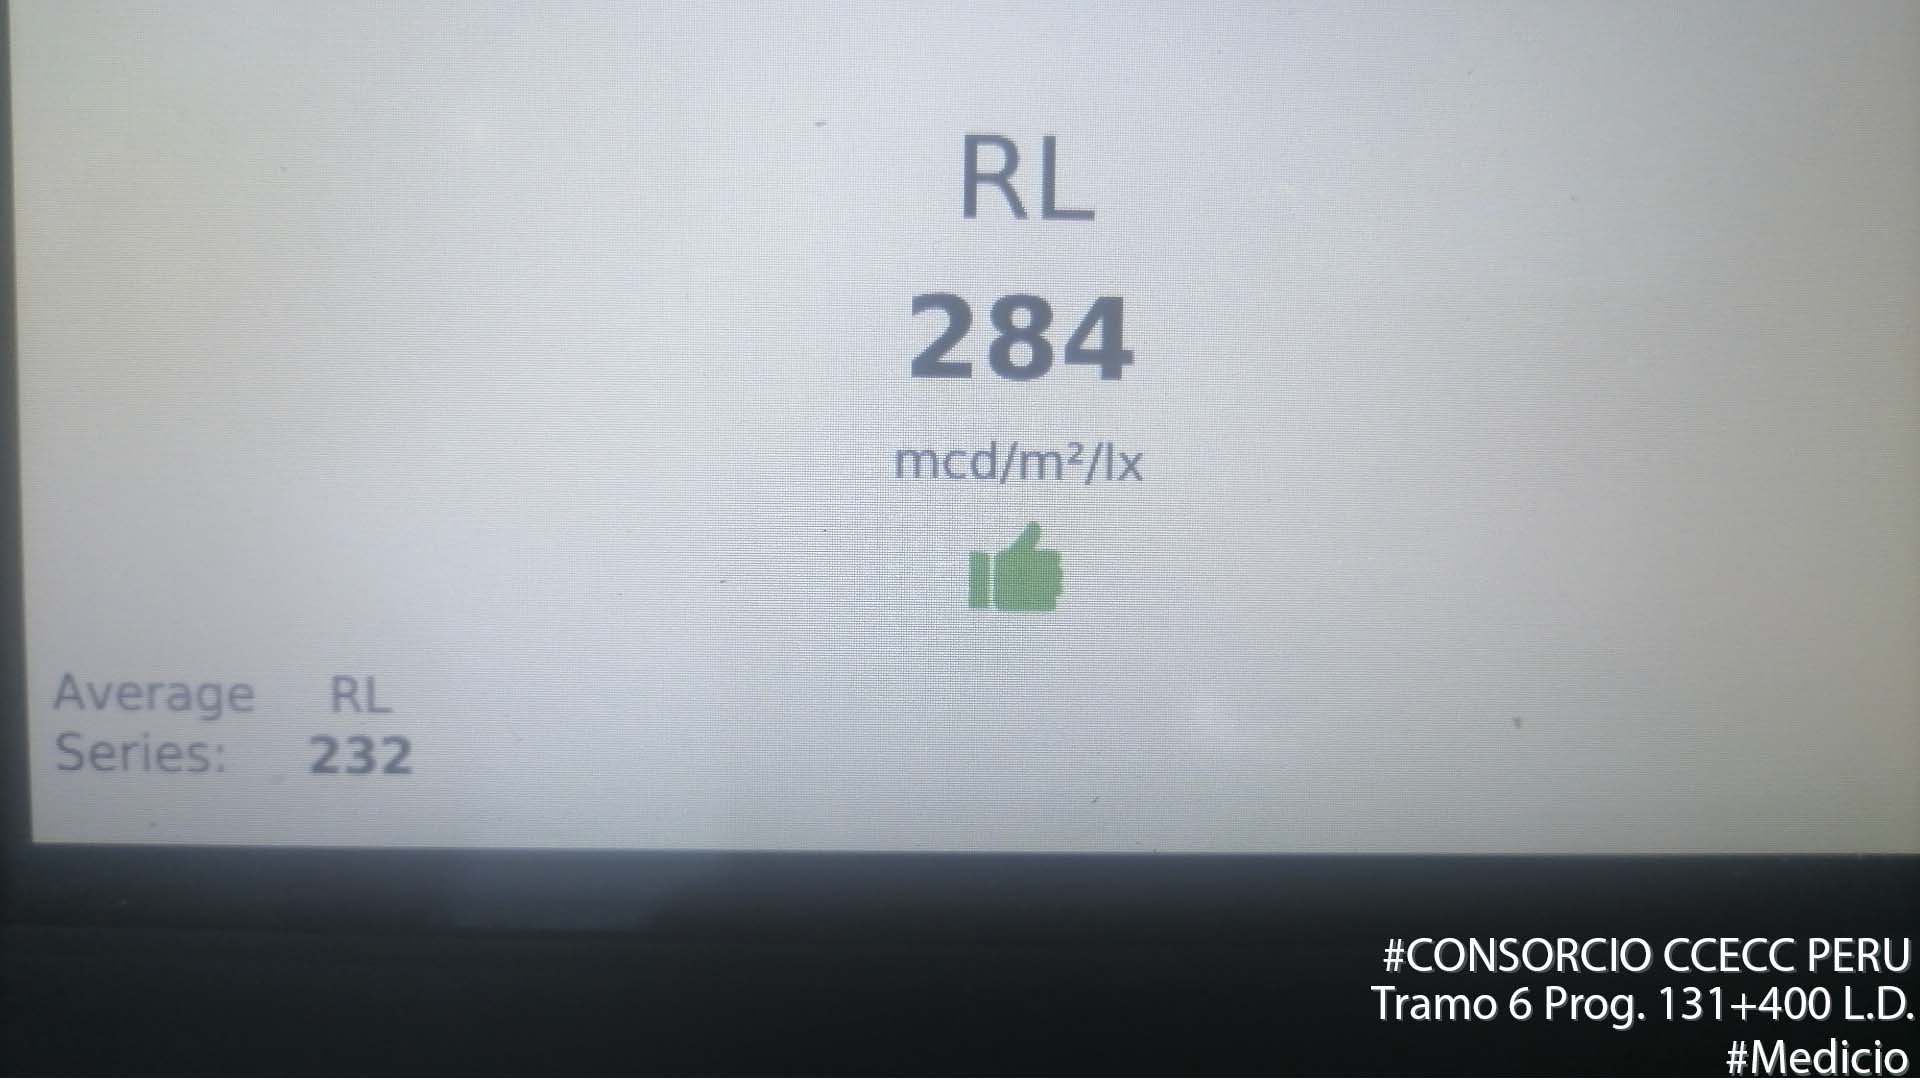 RL
284
mcd/m²/lx
Average RL
Series: 232
#CONSORCIO CCECC PERU
Tramo 6 Prog. 131+400 L.D.
#Medicio